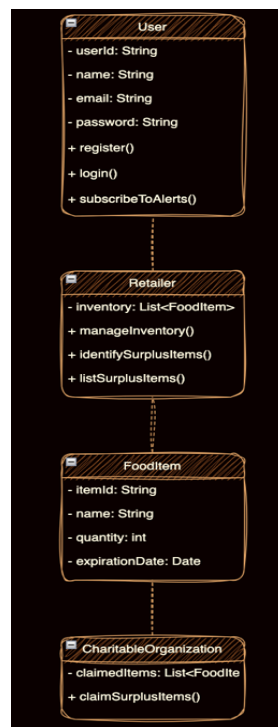 User
- userId: String
- name: String
- email: String
- password: String
+ register()
+ login()
+ subscribeToAlerts()
Retailer
- inventory: List<FoodItem>
+ manageInventory()
+ identifySurplusItems()
+ listSurplusItems()
FoodItem
- itemId: String
- name: String
- quantity: int
- expirationDate: Date
CharitableOrganization
- claimedItems: List<FoodIte
+ claimSurplusItems()